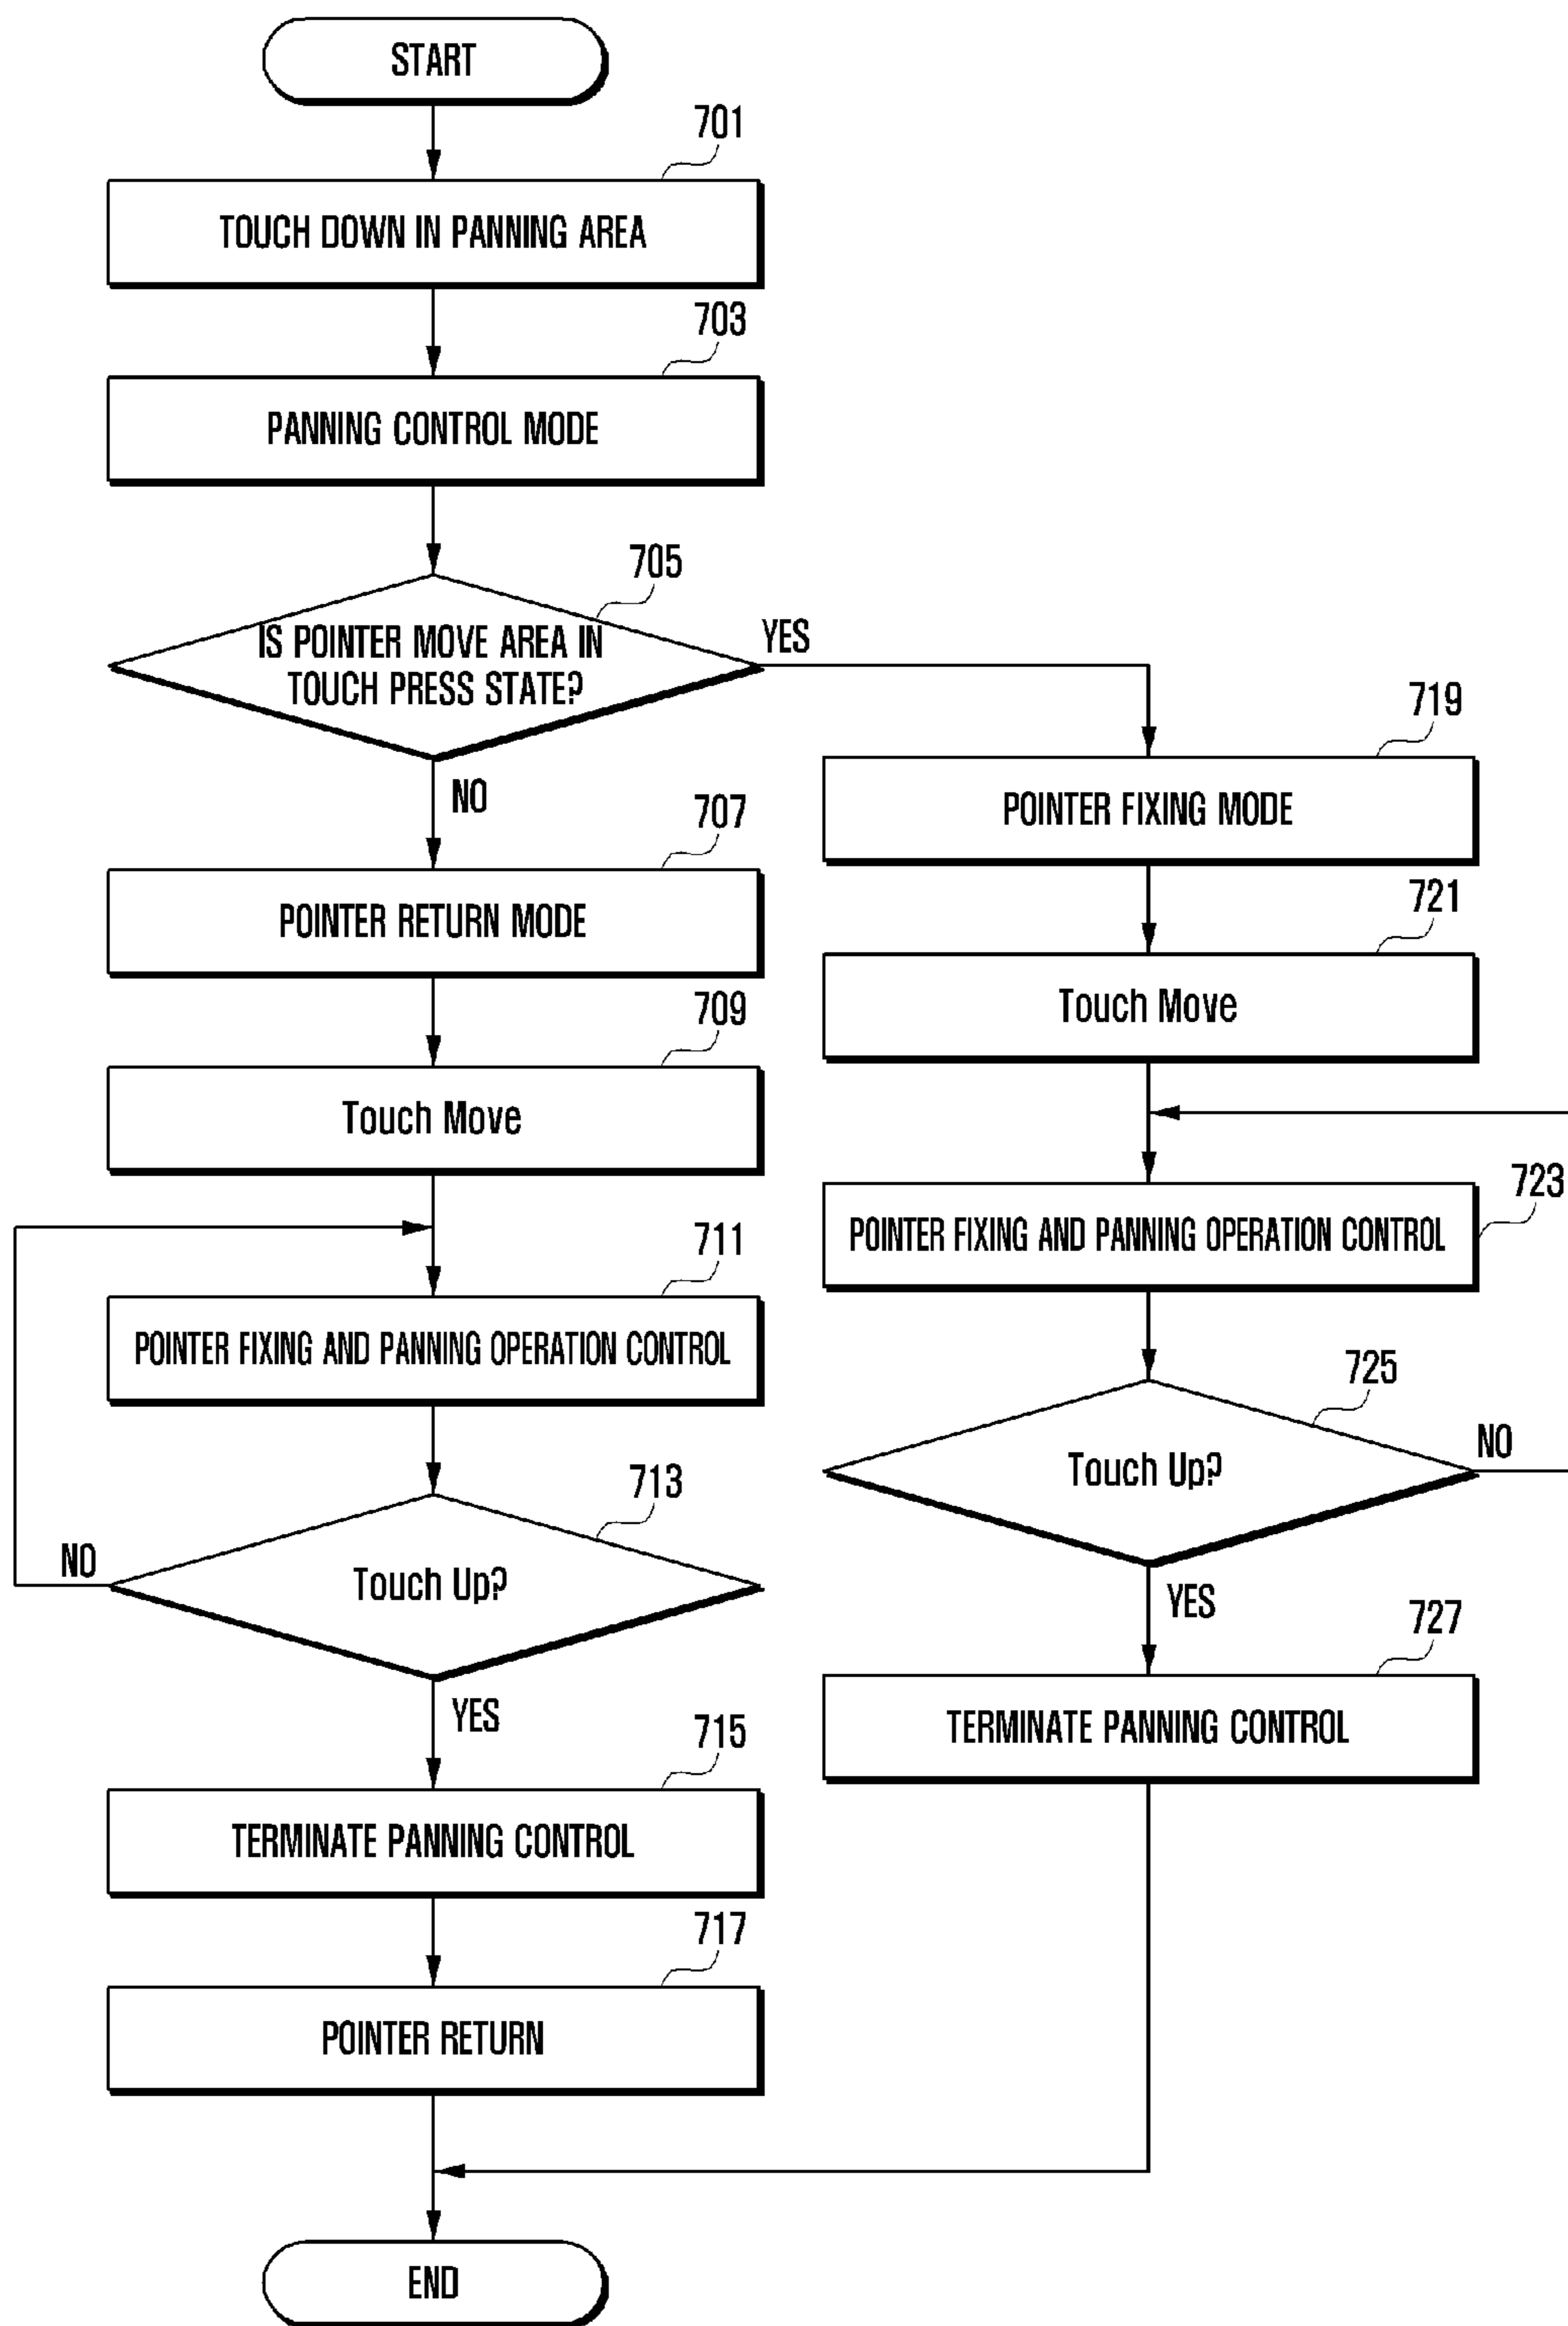 START
701
TOUCH DOWN IN PANNING AREA
703
PANNING CONTROL MODE
705
IS POINTER MOVE AREA IN
TOUCH PRESS STATE?
YES
NO
707
POINTER RETURN MODE
709
Touch Move
711
POINTER FIXING AND PANNING OPERATION CONTROL
713
Touch Up?
NO
YES
715
TERMINATE PANNING CONTROL
717
POINTER RETURN
719
POINTER FIXING MODE
721
Touch Move
723
POINTER FIXING AND PANNING OPERATION CONTROL
725
Touch Up?
NO
YES
727
TERMINATE PANNING CONTROL
END